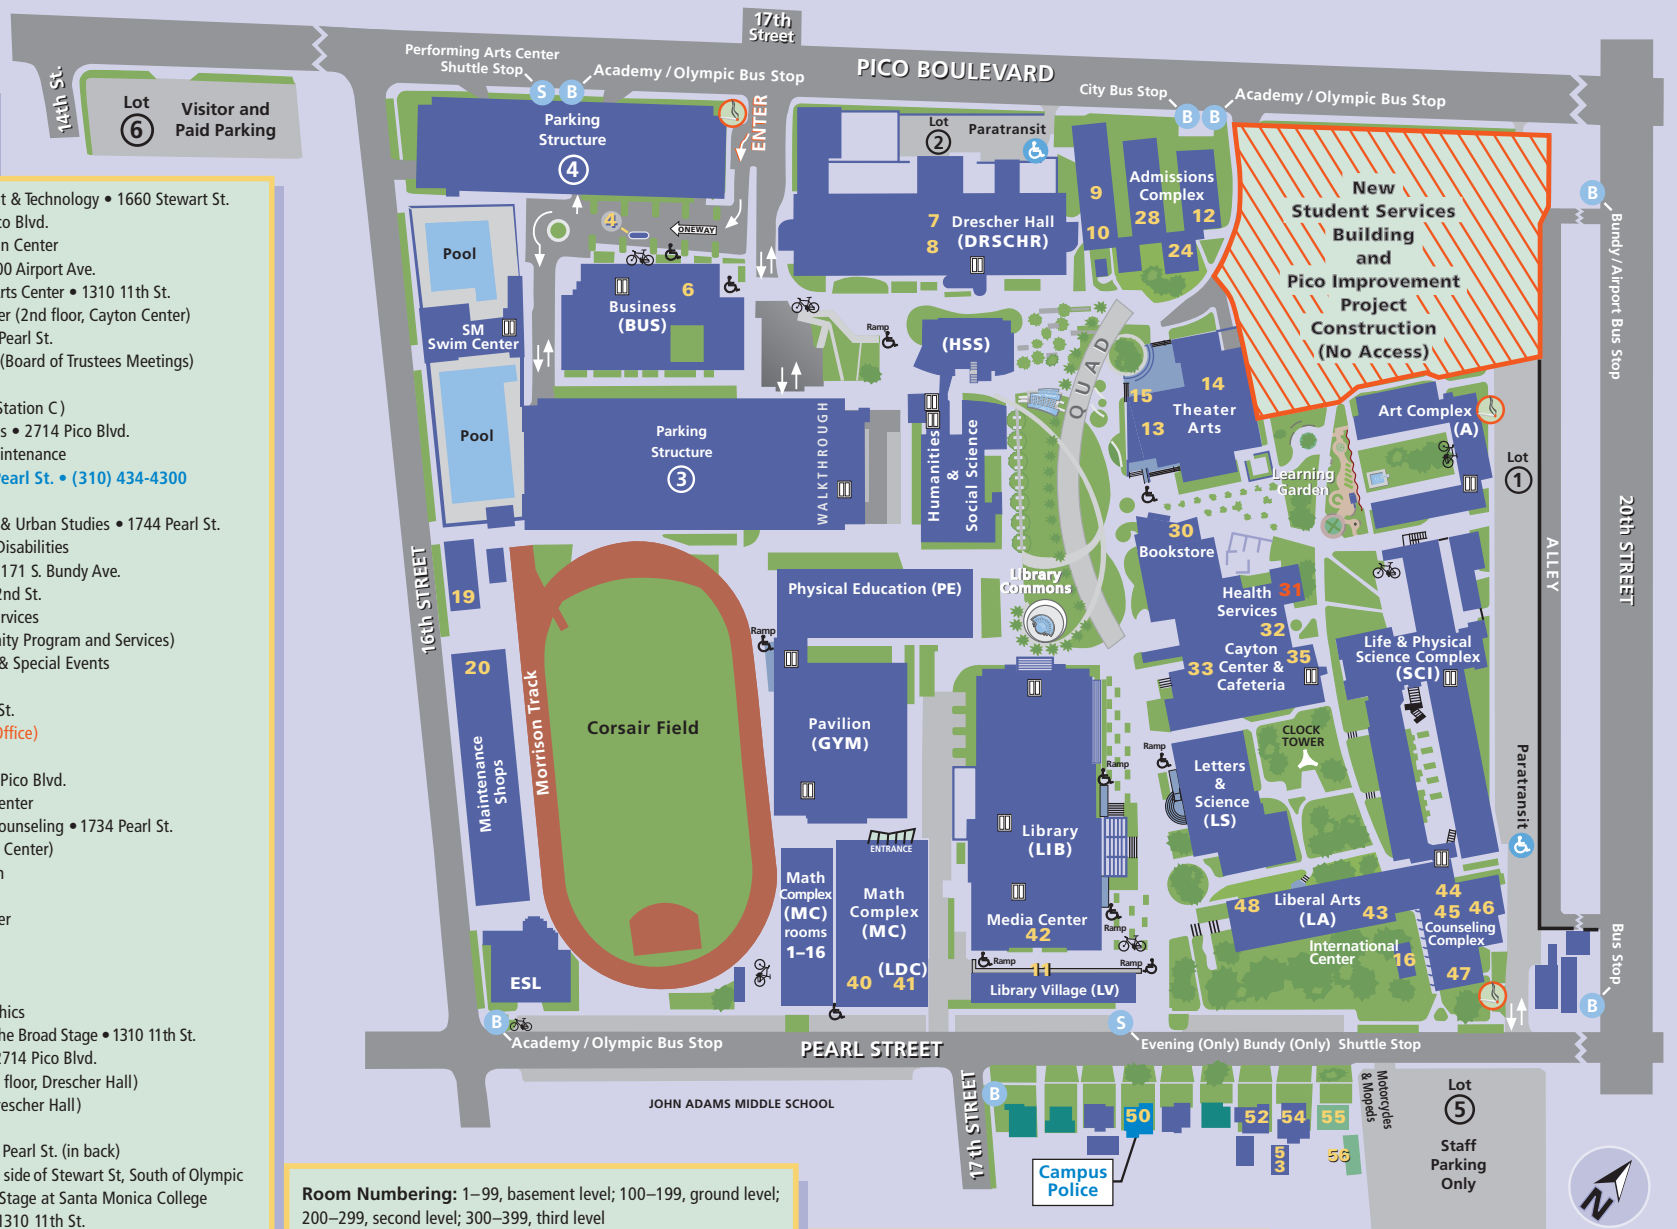 17th
Street
PICO BOULEVARD
14th St.
Lot
6
Visitor and
Paid Parking
Performing Arts Center
Shuttle Stop
S
B
Academy / Olympic Bus Stop
ENTER
Parking
Structure
4
4
ONEWAY
City Bus Stop
B
B
Academy / Olympic Bus Stop
Lot
2
Paratransit
7
8
Drescher Hall
(DRSCHR)
9
10
Admissions
Complex
28
12
24
New
Student Services
Building
and
Pico Improvement
Project
Construction
(No Access)
B
Bundy / Airport Bus Stop
Pool
SM
Swim Center
Pool
6
Business
(BUS)
Ramp
(HSS)
QUAD
15
14
13
Theater
Arts
Art Complex
(A)
Lot
1
ALLEY
20th STREET
Learning
Garden
Parking
Structure
3
WALKTHROUGH
Humanities
&
Social Science
30
Bookstore
16th STREET
19
20
Maintenance
Shops
Morrison Track
Corsair Field
Physical Education (PE)
Ramp
Pavilion
(GYM)
Library
Commons
Health
Services
31
32
Cayton
Center &
Cafeteria
33
35
Life & Physical
Science Complex
(SCI)
CLOCK
TOWER
Ramp
Ramp
Letters
&
Science
(LS)
Paratransit
Library
(LIB)
Media Center
42
ENTRANCE
Math
Complex
(MC)
rooms
1–16
Math
Complex
(MC)
(LDC)
40
41
Ramp
Ramp
11
Ramp
Library Village (LV)
48
Liberal Arts
(LA)
43
44
45
46
Counseling
Complex
International
Center
16
47
Bus Stop
B
ESL
B
Academy / Olympic Bus Stop
PEARL STREET
S
Evening (Only) Bundy (Only) Shuttle Stop
JOHN ADAMS MIDDLE SCHOOL
17th STREET
B
50
52
53
54
55
56
Campus
Police
Motorcycles
& Mopeds
Lot
5
Staff
Parking
Only
N
t & Technology • 1660 Stewart St.
to Blvd.
n Center
00 Airport Ave.
rts Center • 1310 11th St.
er (2nd floor, Cayton Center)
Pearl St.
(Board of Trustees Meetings)
Station C)
s • 2714 Pico Blvd.
intenance
Pearl St. • (310) 434-4300
& Urban Studies • 1744 Pearl St.
Disabilities
171 S. Bundy Ave.
2nd St.
rvices
nity Program and Services)
& Special Events
St.
Office)
Pico Blvd.
enter
ounseling • 1734 Pearl St.
Center)
n
er
hics
he Broad Stage • 1310 11th St.
2714 Pico Blvd.
floor, Drescher Hall)
rescher Hall)
Pearl St. (in back)
side of Stewart St, South of Olympic
Stage at Santa Monica College
1310 11th St.
Room Numbering: 1–99, basement level; 100–199, ground level;
200–299, second level; 300–399, third level